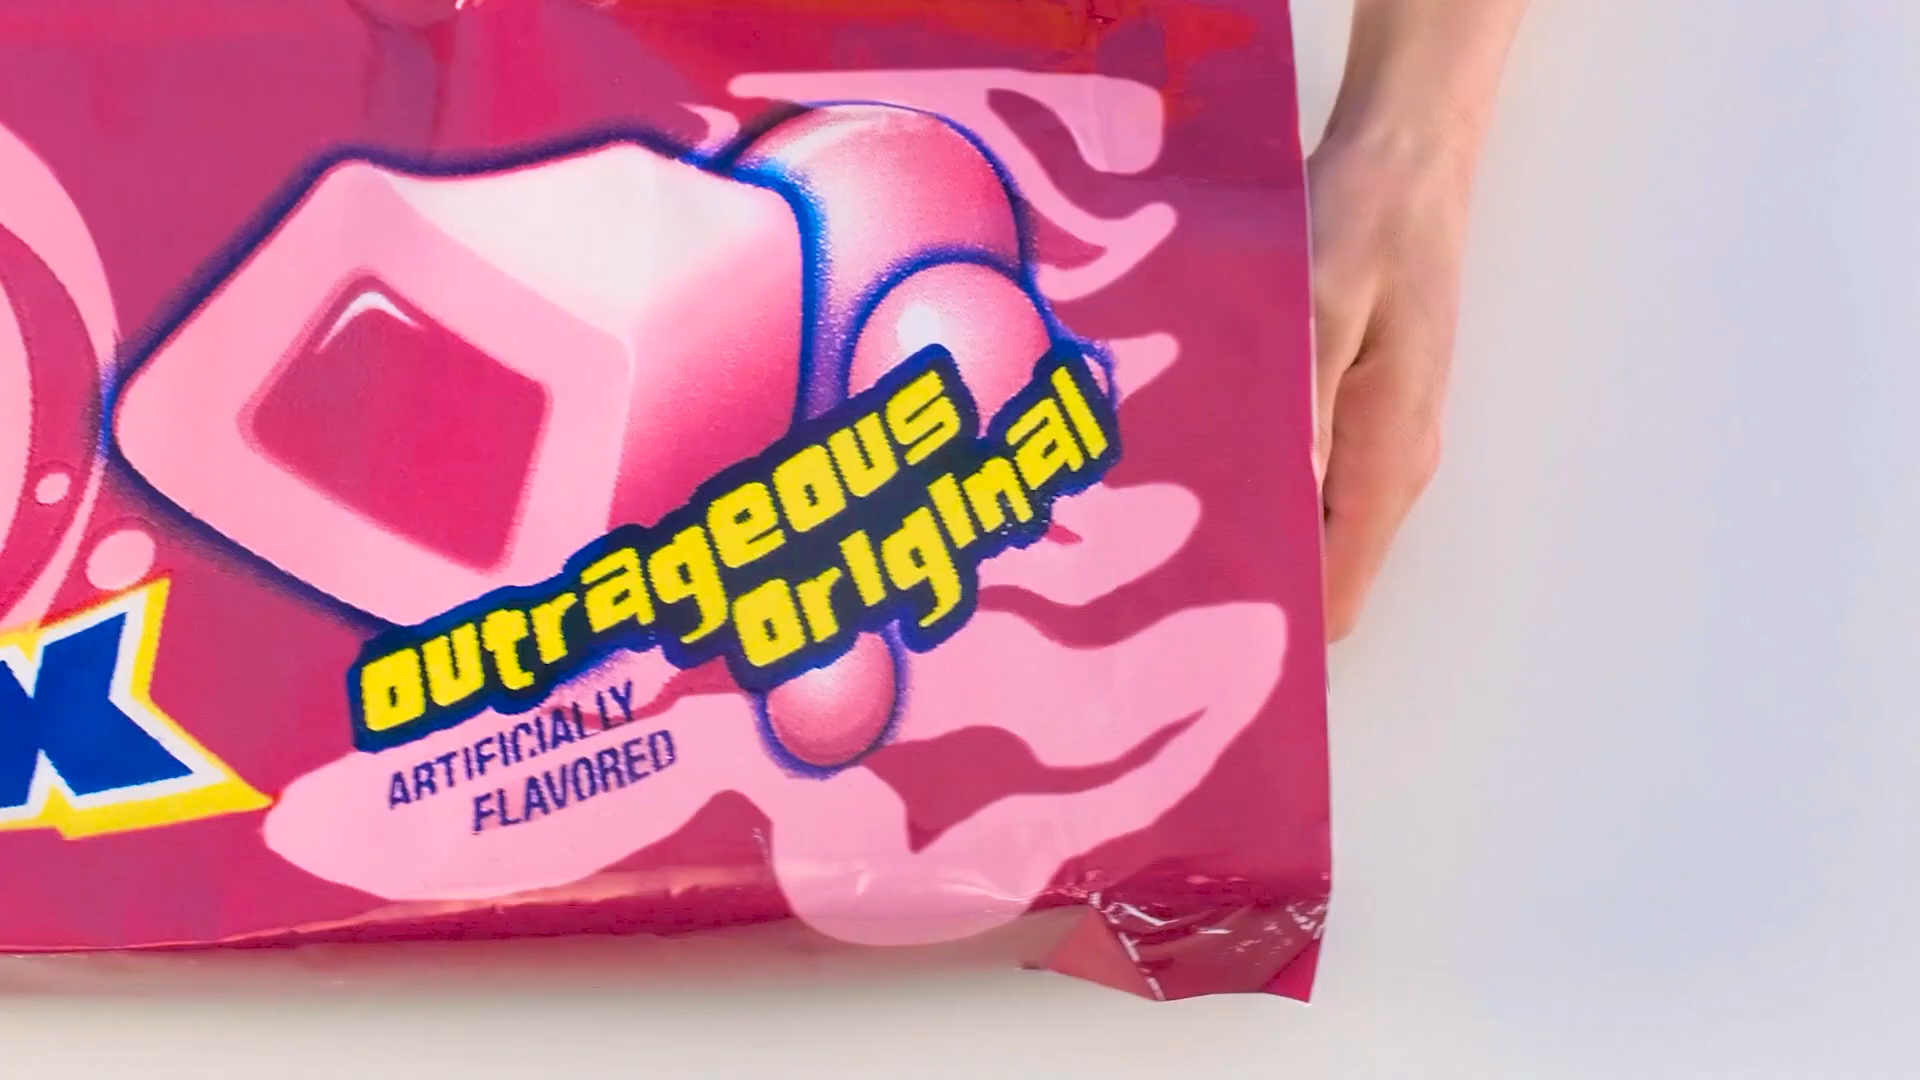 outrageous
original
ARTIFICIALLY
FLAVORED
K